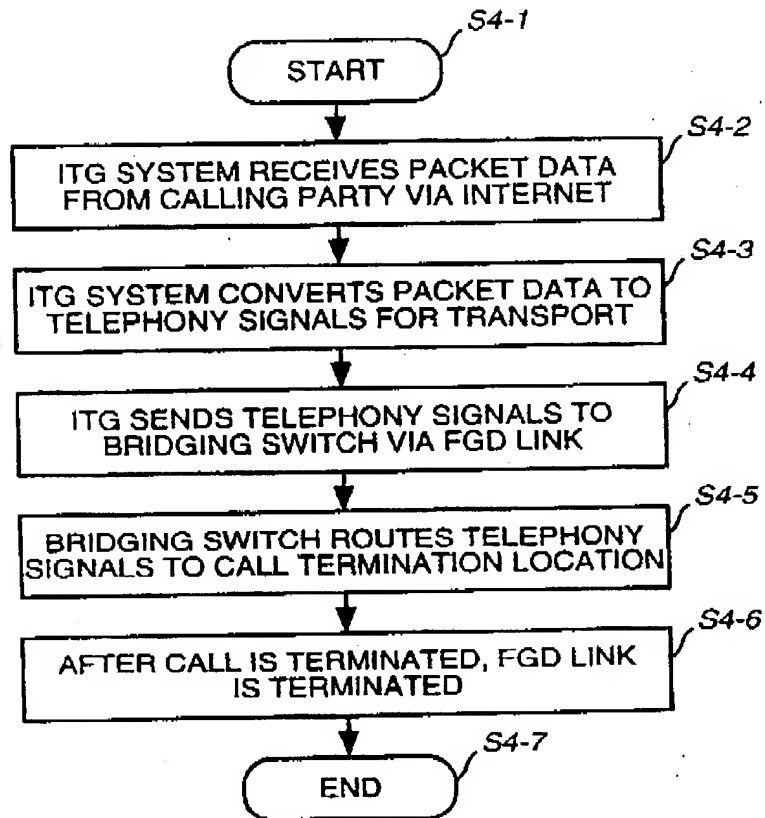 S4-1
START
S4-2
ITG SYSTEM RECEIVES PACKET DATA
FROM CALLING PARTY VIA INTERNET
S4-3
ITG SYSTEM CONVERTS PACKET DATA TO
TELEPHONY SIGNALS FOR TRANSPORT
S4-4
ITG SENDS TELEPHONY SIGNALS TO
BRIDGING SWITCH VIA FGD LINK
S4-5
BRIDGING SWITCH ROUTES TELEPHONY
SIGNALS TO CALL TERMINATION LOCATION
S4-6
AFTER CALL IS TERMINATED, FGD LINK
IS TERMINATED
S4-7
END